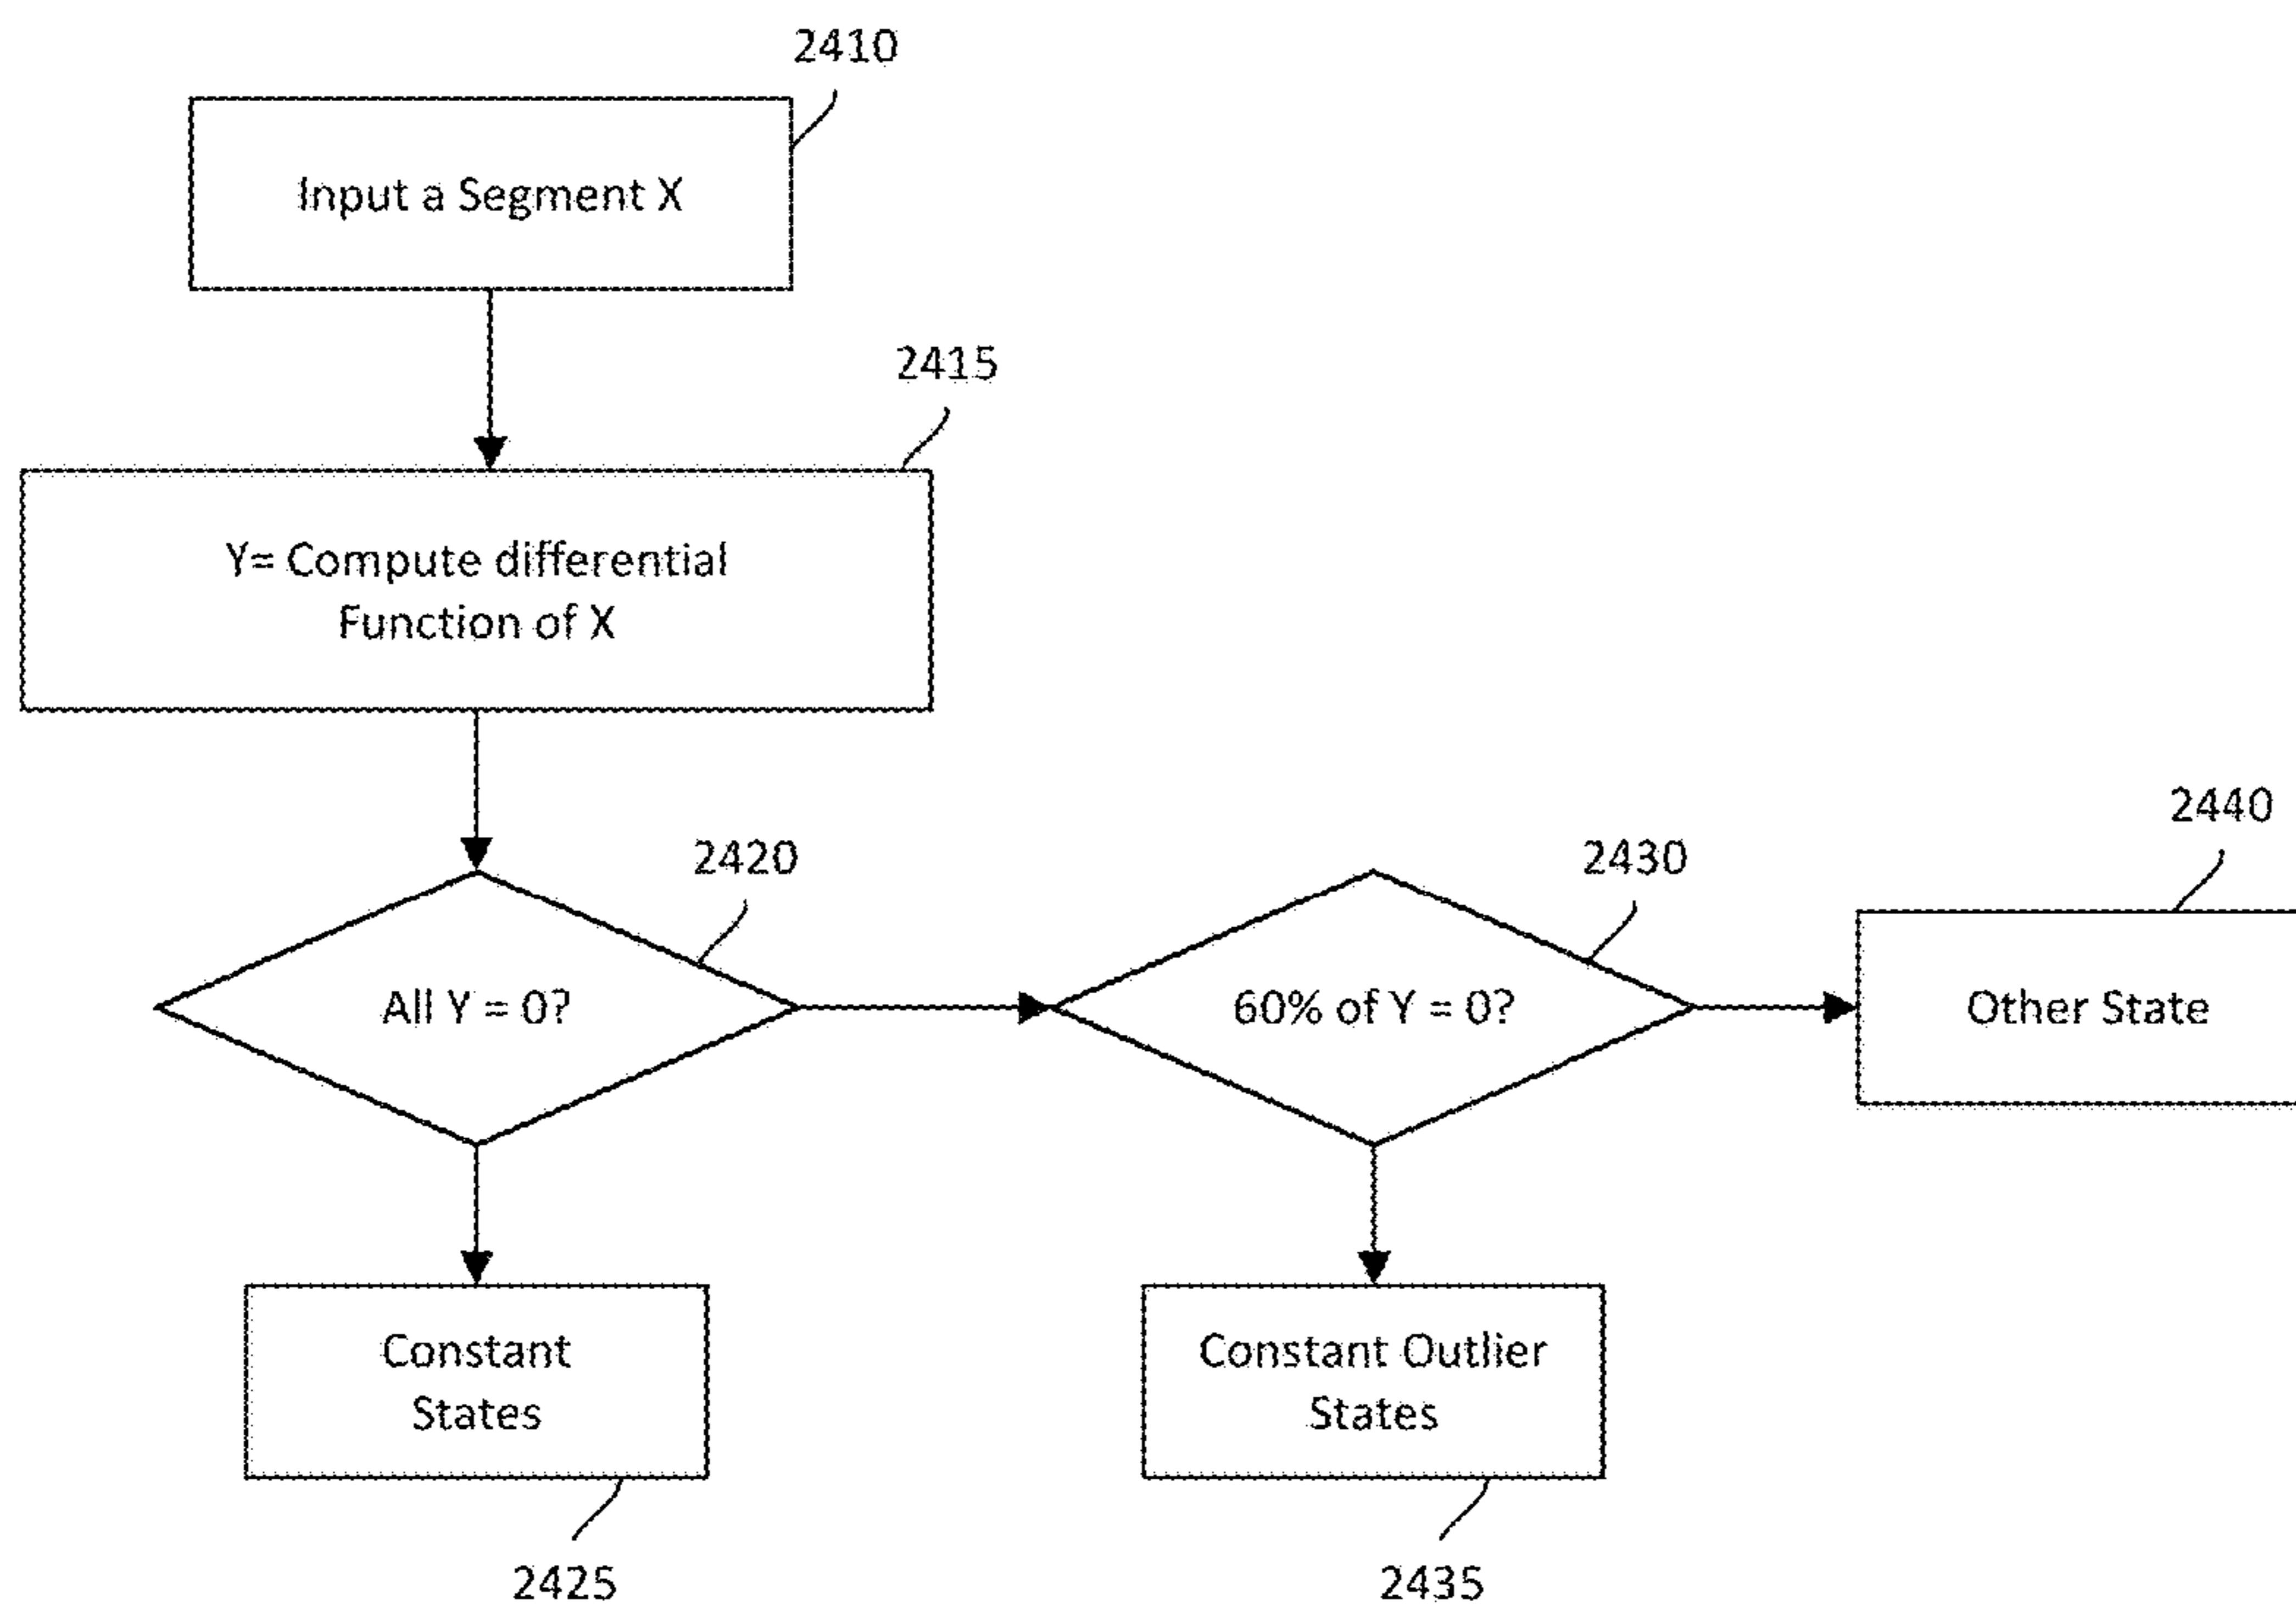 2410
Input a Segment X
2415
Y= Compute differential
Function of X
2420
All Y = 0?
2430
60% of Y = 0?
2440
Other State
Constant
States
2425
Constant Outlier
States
2435